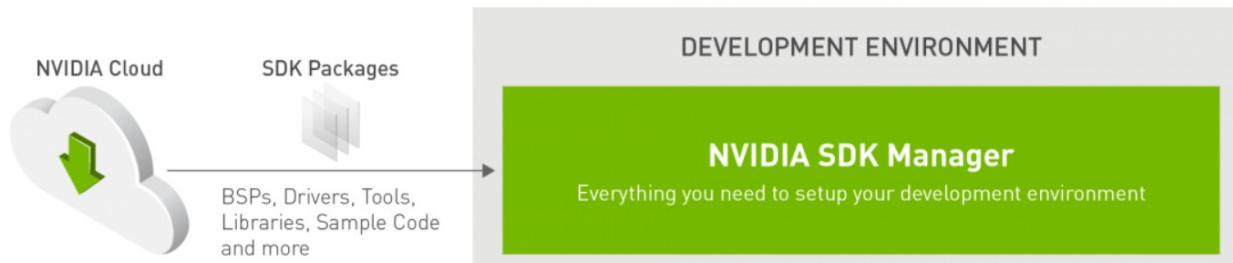 NVIDIA Cloud
SDK Packages
BSPs, Drivers, Tools,
Libraries, Sample Code
and more
DEVELOPMENT ENVIRONMENT
NVIDIA SDK Manager
Everything you need to setup your development environment